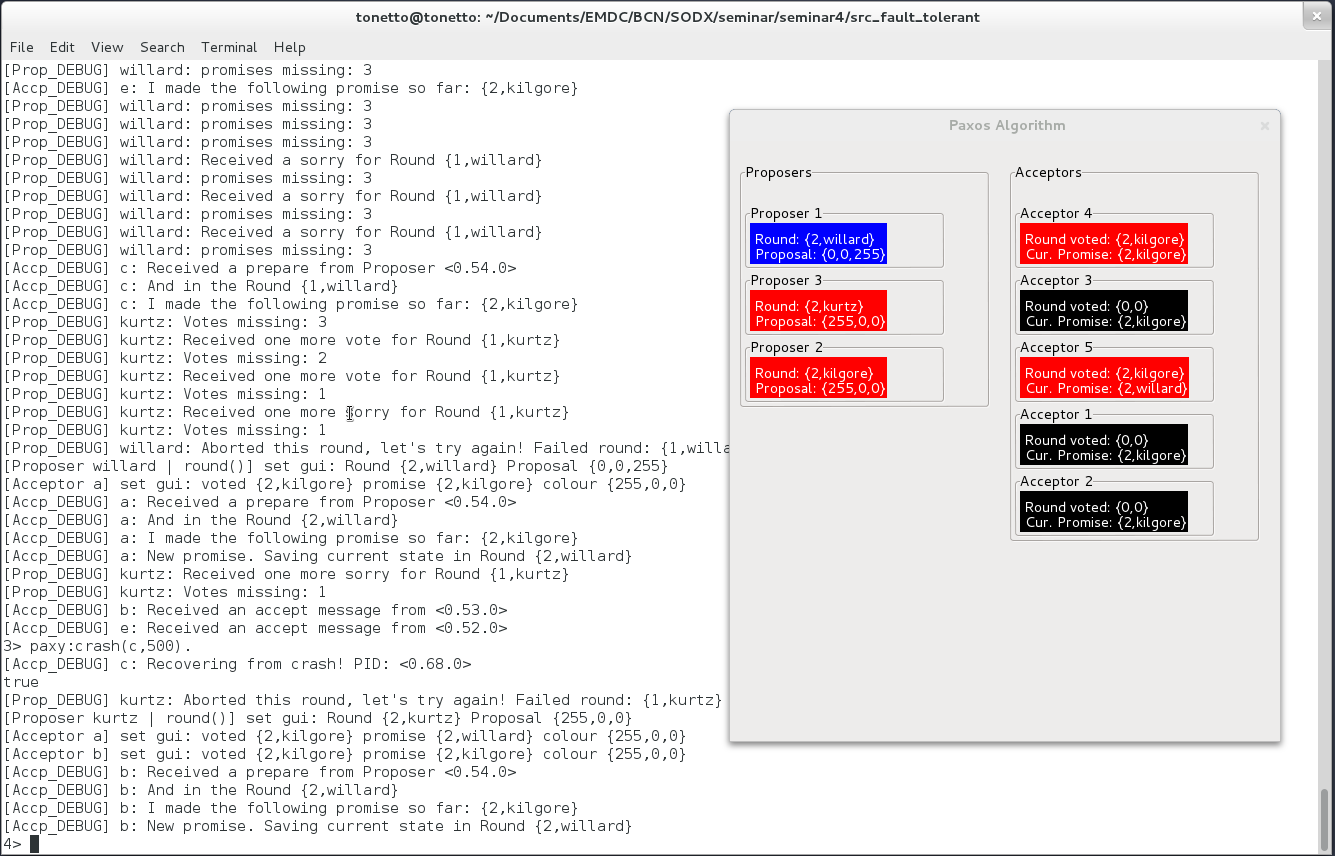 tonetto@tonetto: ~/Documents/EMDC/BCN/SODX/seminar/seminar4/src_fault_tolerant
File Edit View Search Terminal Help
[Prop_DEBUG] willard: promises missing: 3
[Accp_DEBUG] e: I made the following promise so far: {2,kilgore}
[Prop_DEBUG] willard: promises missing: 3
[Prop_DEBUG] willard: promises missing: 3
[Prop_DEBUG] willard: promises missing: 3
[Prop_DEBUG] willard: Received a sorry for Round {1,willard}
[Prop_DEBUG] willard: promises missing: 3
[Prop_DEBUG] willard: Received a sorry for Round {1,willard}
[Prop_DEBUG] willard: promises missing: 3
[Prop_DEBUG] willard: Received a sorry for Round {1,willard}
[Prop_DEBUG] willard: promises missing: 3
[Accp_DEBUG] c: Received a prepare from Proposer <0.54.0>
[Accp_DEBUG] c: And in the Round {1,willard}
[Accp_DEBUG] c: I made the following promise so far: {2,kilgore}
[Prop_DEBUG] kurtz: Votes missing: 3
[Prop_DEBUG] kurtz: Received one more vote for Round {1,kurtz}
[Prop_DEBUG] kurtz: Votes missing: 2
[Prop_DEBUG] kurtz: Received one more vote for Round {1,kurtz}
[Prop_DEBUG] kurtz: Votes missing: 1
[Prop_DEBUG] kurtz: Received one more sorry for Round {1,kurtz}
[Prop_DEBUG] kurtz: Votes missing: 1
[Prop_DEBUG] willard: Aborted this round, let's try again! Failed round: {1,willa
[Proposer willard | round()] set gui: Round {2,willard} Proposal {0,0,255}
[Acceptor a] set gui: voted {2,kilgore} promise {2,kilgore} colour {255,0,0}
[Accp_DEBUG] a: Received a prepare from Proposer <0.54.0>
[Accp_DEBUG] a: And in the Round {2,willard}
[Accp_DEBUG] a: I made the following promise so far: {2,kilgore}
[Accp_DEBUG] a: New promise. Saving current state in Round {2,willard}
[Prop_DEBUG] kurtz: Received one more sorry for Round {1,kurtz}
[Prop_DEBUG] kurtz: Votes missing: 1
[Accp_DEBUG] b: Received an accept message from <0.53.0>
[Accp_DEBUG] e: Received an accept message from <0.52.0>
3> paxy:crash(c,500).
[Accp_DEBUG] c: Recovering from crash! PID: <0.68.0>
true
[Prop_DEBUG] kurtz: Aborted this round, let's try again! Failed round: {1,kurtz}
[Proposer kurtz | round()] set gui: Round {2,kurtz} Proposal {255,0,0}
[Acceptor a] set gui: voted {2,kilgore} promise {2,willard} colour {255,0,0}
[Acceptor b] set gui: voted {2,kilgore} promise {2,kilgore} colour {255,0,0}
[Accp_DEBUG] b: Received a prepare from Proposer <0.54.0>
[Accp_DEBUG] b: And in the Round {2,willard}
[Accp_DEBUG] b: I made the following promise so far: {2,kilgore}
[Accp_DEBUG] b: New promise. Saving current state in Round {2,willard}
4>
Paxos Algorithm
Proposers
Proposer 1
Round: {2,willard}
Proposal: {0,0,255}
Proposer 3
Round: {2,kurtz}
Proposal: {255,0,0}
Proposer 2
Round: {2,kilgore}
Proposal: {255,0,0}
Acceptors
Acceptor 4
Round voted: {2,kilgore}
Cur. Promise: {2,kilgore}
Acceptor 3
Round voted: {0,0}
Cur. Promise: {2,kilgore}
Acceptor 5
Round voted: {2,kilgore}
Cur. Promise: {2,willard}
Acceptor 1
Round voted: {0,0}
Cur. Promise: {2,kilgore}
Acceptor 2
Round voted: {0,0}
Cur. Promise: {2,kilgore}